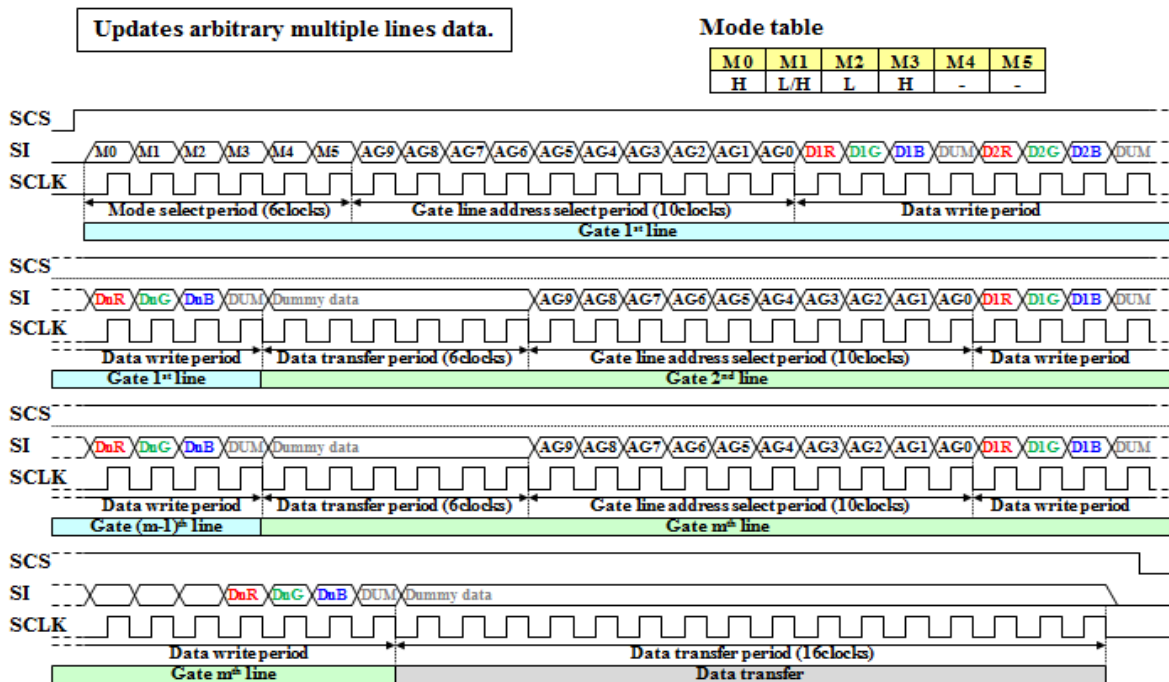 Updates arbitrary multiple lines data.
Mode table
M0 M1 M2 M3 M4 M5
H L/H L H - -
SCS
SI M0 M1 M2 M3 M4 M5 AG9 AG8 AG7 AG6 AG5 AG4 AG3 AG2 AG1 AG0 D1R D1G D1B DUM D2R D2G D2B DUM
SCLK
Mode select period (6clocks) Gate line address select period (10clocks) Data write period
Gate 1st line
SCS
SI DnR DnG DnB DUM Dummy data AG9 AG8 AG7 AG6 AG5 AG4 AG3 AG2 AG1 AG0 D1R D1G D1B DUM
SCLK
Data write period Data transfer period (6clocks) Gate line address select period (10clocks) Data write period
Gate 1st line Gate 2nd line
SCS
SI DnR DnG DnB DUM Dummy data AG9 AG8 AG7 AG6 AG5 AG4 AG3 AG2 AG1 AG0 D1R D1G D1B DUM
SCLK
Data write period Data transfer period (6clocks) Gate line address select period (10clocks) Data write period
Gate (m-1)th line Gate mth line
SCS
SI DnR DnG DnB DUM Dummy data
SCLK
Data write period Data transfer period (16clocks)
Gate mth line Data transfer